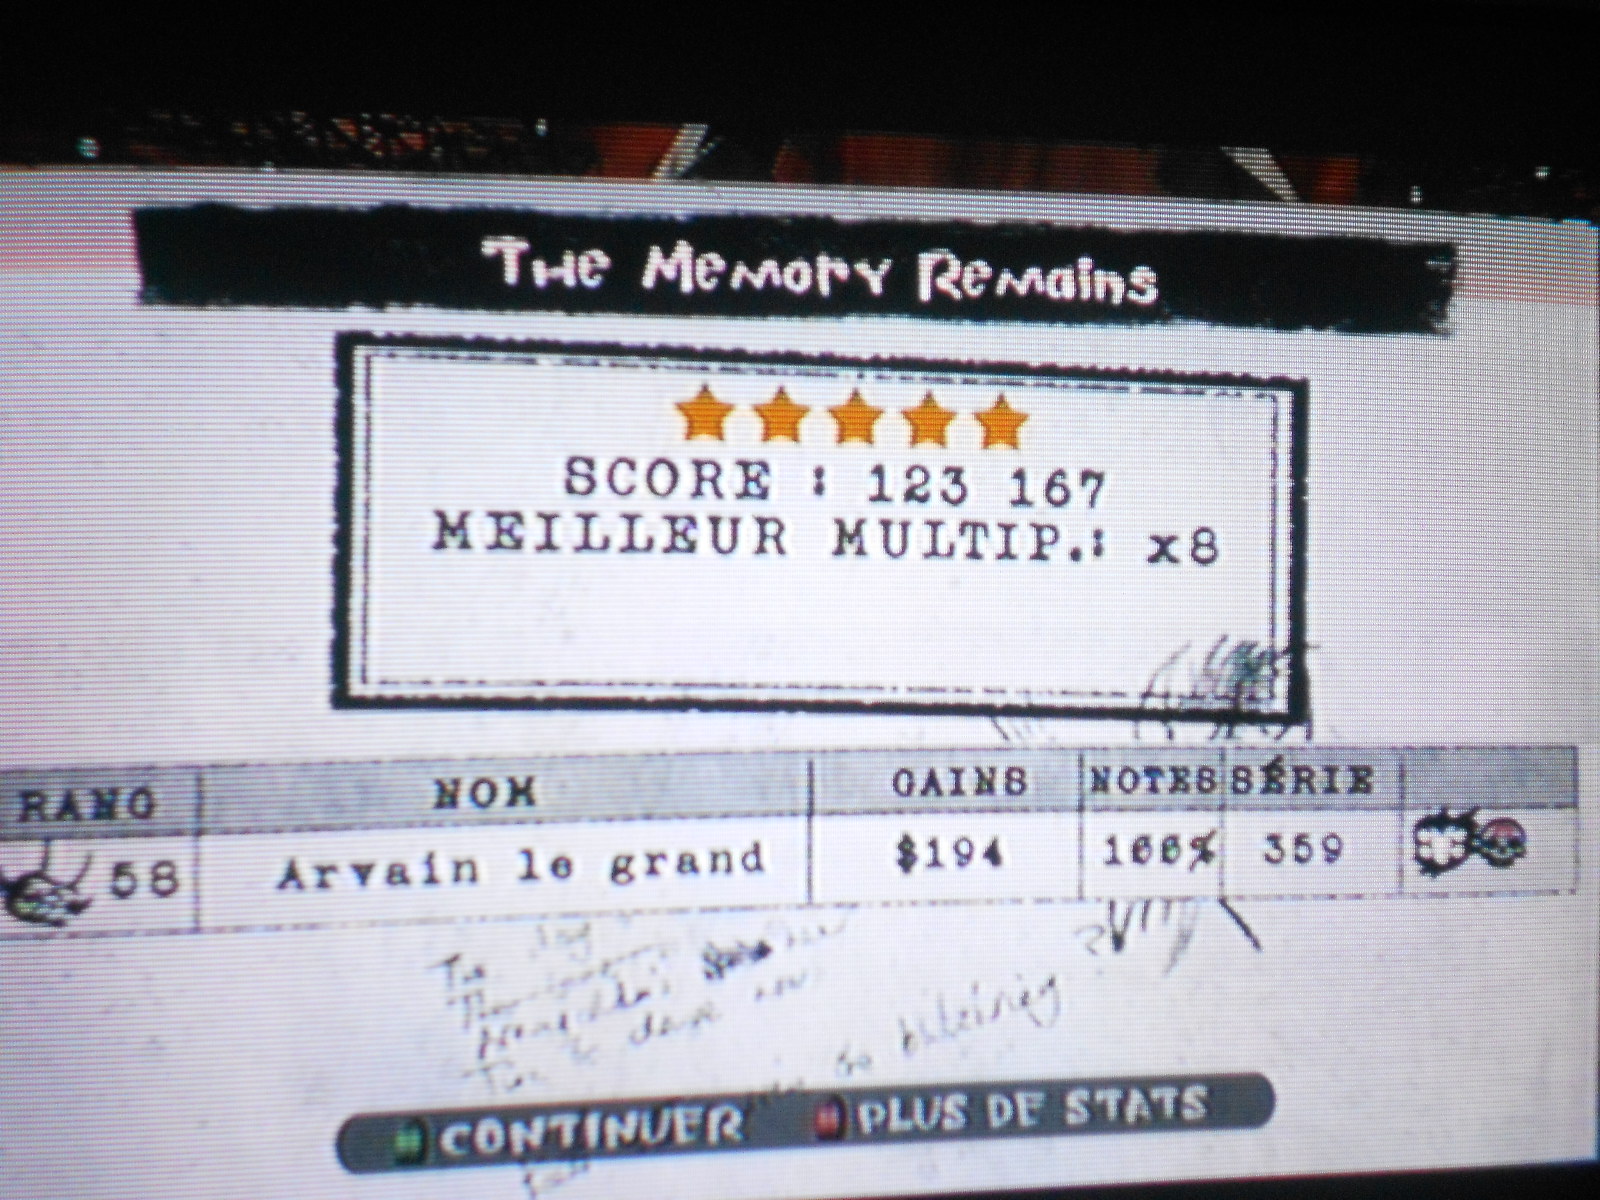 The Memory Remains
SCORE : 123 167
MEILLEUR MULTIP.: x8
RANG NOM GAINS NOTES SÉRIE
58 Arvain le grand $194 100% 359
CONTINUER PLUS DE STATS